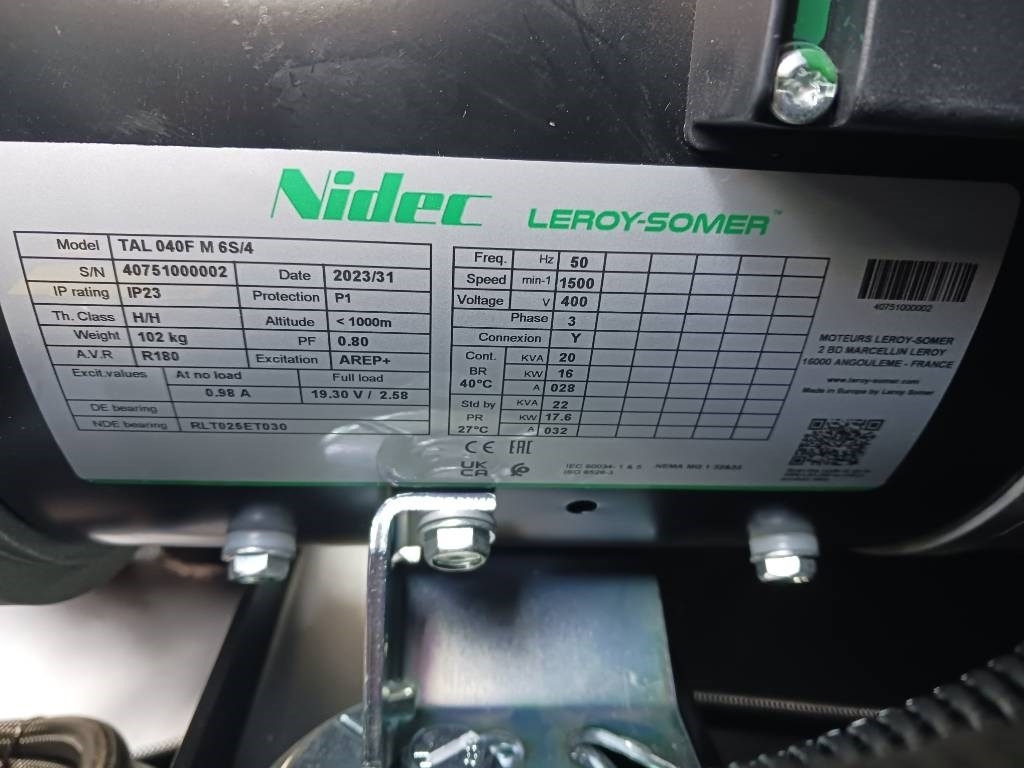 Nidec LEROY-SOMER™
Model TAL 040F M 6S/4
S/N 40751000002 Date 2023/31
IP rating IP23 Protection P1
Th. Class H/H Altitude < 1000m
Weight 102 kg PF 0.80
A.V.R R180 Excitation AREP+
Excit.values At no load Full load
0.98 A 19.30 V / 2.58
DE bearing
NDE bearing RLT025ET030
Freq. Hz 50
Speed min-1 1500
Voltage V 400
Phase 3
Connexion Y
Cont. KVA 20
BR KW 16
40°C A 028
Std by KVA 22
PR KW 17.6
27°C A 032
CE EAC
UK
CA
IEC 60034-1 & 5 NEMA MG 1 32&33
ISO 8528-3
40751000002
MOTEURS LEROY-SOMER
2 BD MARCELLIN LEROY
16000 ANGOULEME - FRANCE
www.leroy-somer.com
Made in Europe by Leroy Somer